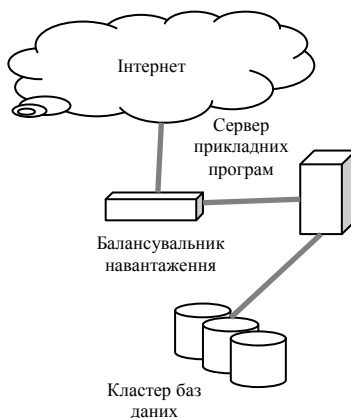 Інтернет
Сервер
прикладних
програм
Балансувальник
навантаження
Кластер баз
даних